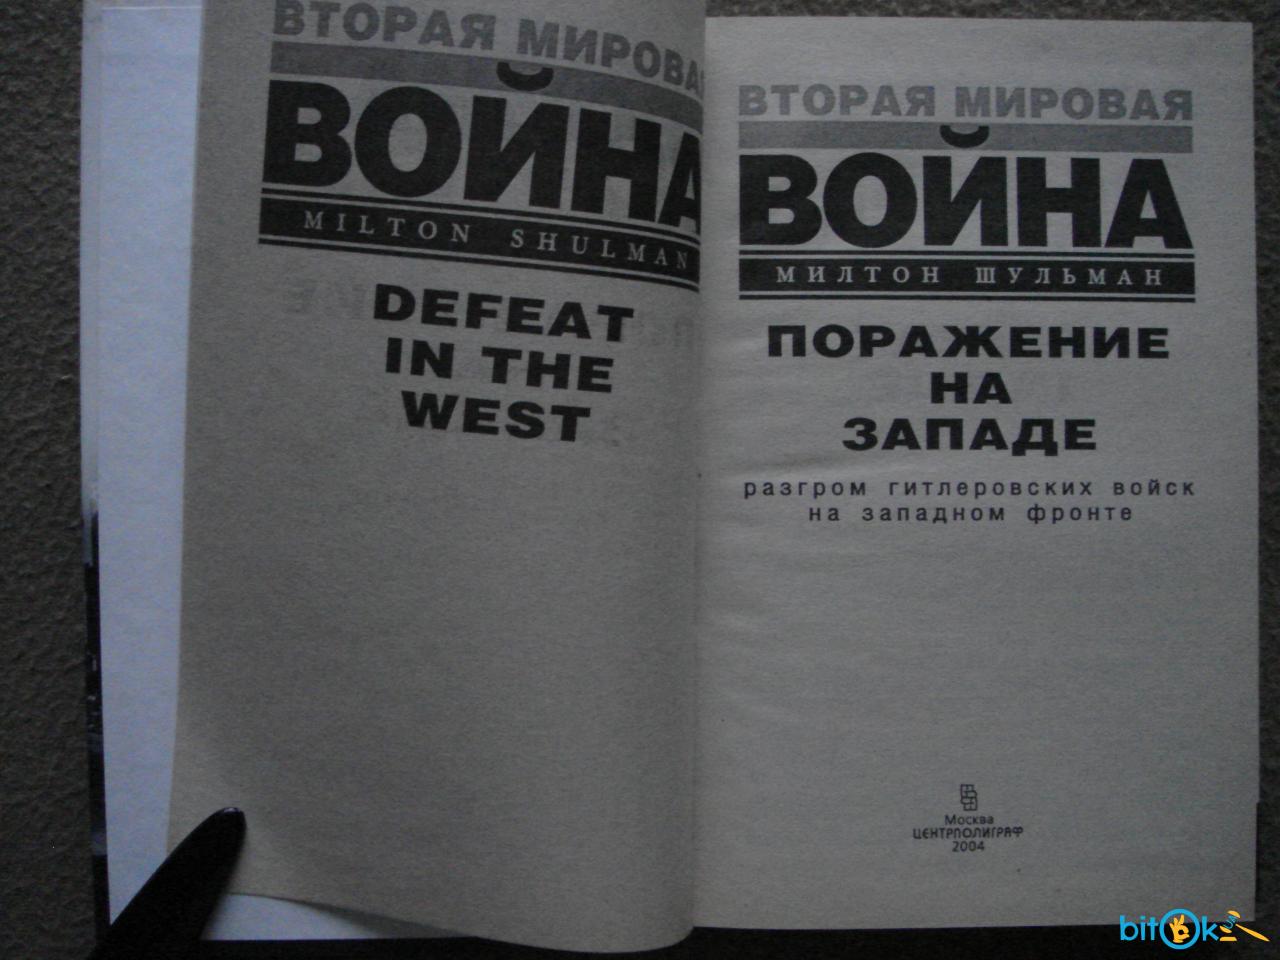 ВТОРАЯ МИРОВАЯ
ВОЙНА
MILTON SHULMAN
DEFEAT
IN THE
WEST
ВТОРАЯ МИРОВАЯ
ВОЙНА
МИЛТОН ШУЛЬМАН
ПОРАЖЕНИЕ
НА
ЗАПАДЕ
разгром гитлеровских войск
на западном фронте
Москва
ЦЕНТРПОЛИГРАФ
2004
bitOk